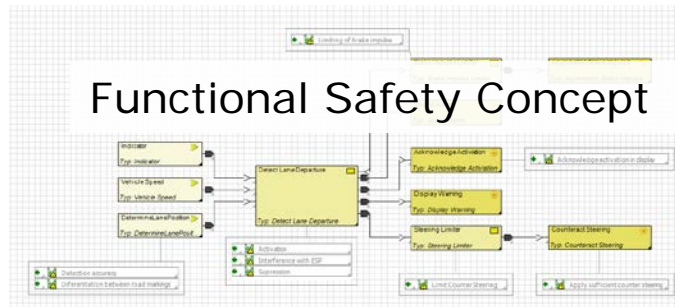 Limiting of Brake Impulse
Functional Safety Concept
Indicator
Typ: Indicator
Vehicle Speed
Typ: Vehicle Speed
DetermineLanePosition
Typ: DetermineLanePosit
Detect Lane Departure
Typ: Detect Lane Departure
AcknowledgeActivation
Typ: Acknowledge Activation
Acknowledge activation in display
Display Warning
Typ: Display Warning
Steering Limiter
Typ: Steering Limiter
Counteract Steering
Typ: Counteract Steering
Activation
Interference with ESP
Supression
Detection accuracy
Differentiation between road markings
Limit Counter Steering
Apply sufficient counter steering